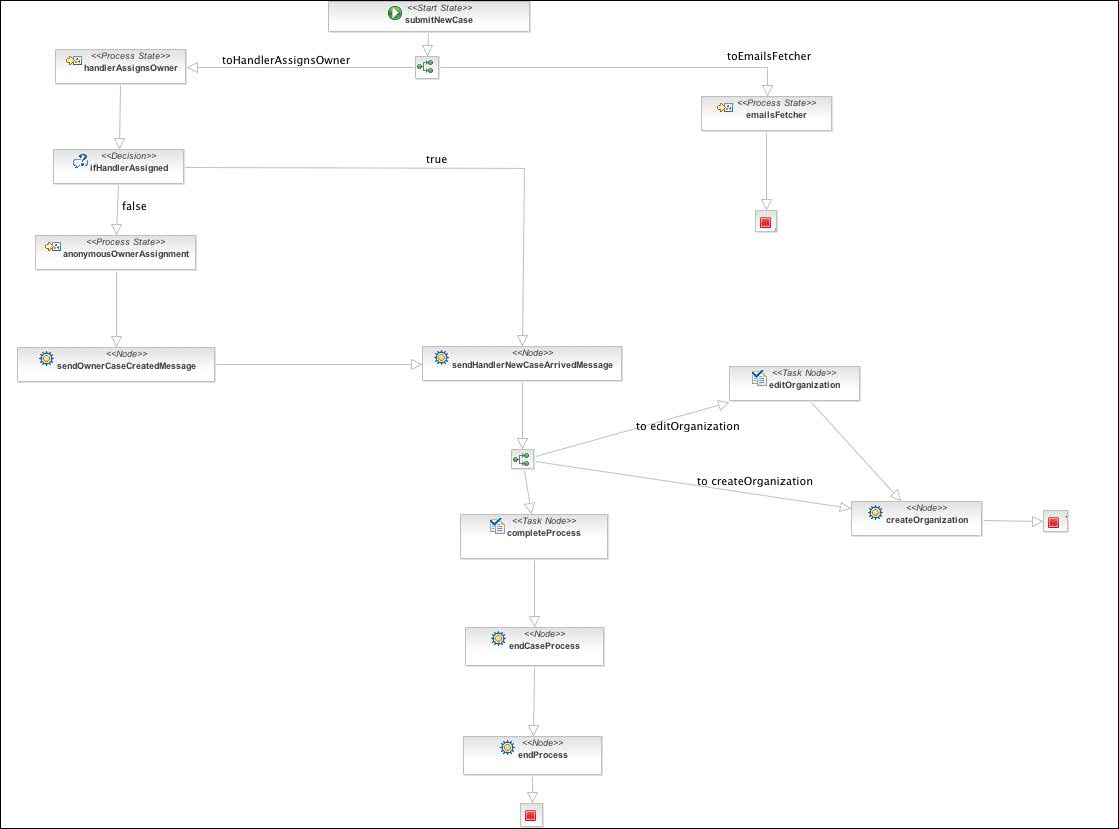 <<Start State>>
submitNewCase
toHandlerAssignsOwner
toEmailsFetcher
<<Process State>>
handlerAssignsOwner
<<Process State>>
emailsFetcher
<<Decision>>
ifHandlerAssigned
true
false
<<Process State>>
anonymousOwnerAssignment
<<Node>>
sendOwnerCaseCreatedMessage
<<Node>>
sendHandlerNewCaseArrivedMessage
<<Task Node>>
editOrganization
to editOrganization
to createOrganization
<<Node>>
createOrganization
<<Task Node>>
completeProcess
<<Node>>
endCaseProcess
<<Node>>
endProcess